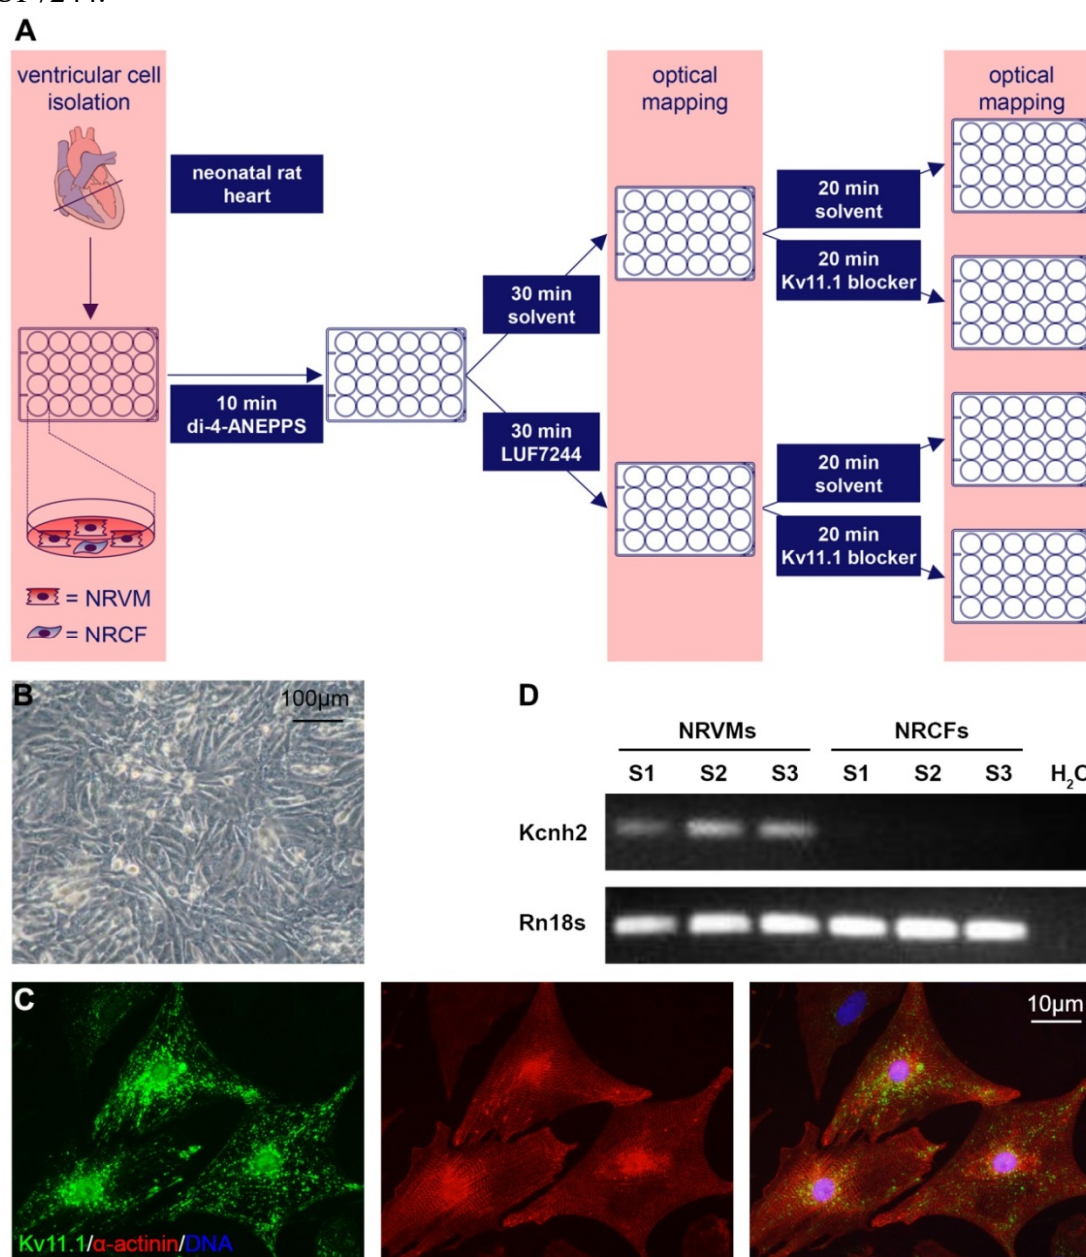 A
ventricular cell
isolation
neonatal rat
heart
optical
mapping
optical
mapping
20 min
solvent
20 min
Kv11.1 blocker
30 min
solvent
10 min
di-4-ANEPPS
30 min
LUF7244
20 min
solvent
20 min
Kv11.1 blocker
= NRVM
= NRCF
B
100µm
D
NRVMs NRCFs
S1 S2 S3 S1 S2 S3
Kcnh2
Rn18s
C
10µm
Kv11.1/α-actinin/DNA